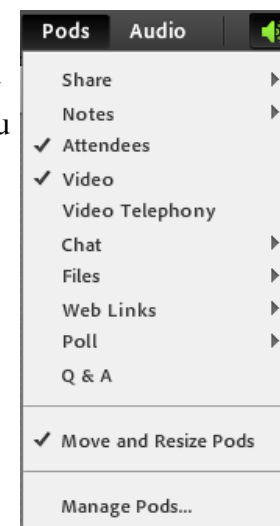 Pods Audio
Share
Notes
✓ Attendees
✓ Video
Video Telephony
Chat
Files
Web Links
Poll
Q & A
✓ Move and Resize Pods
Manage Pods...